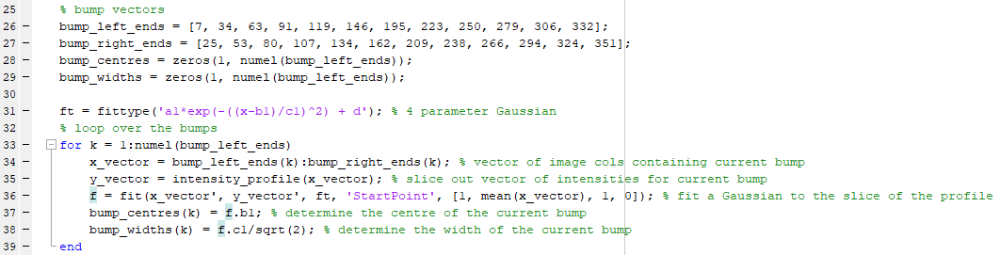 25 % bump vectors
26 - bump_left_ends = [7, 34, 63, 91, 119, 146, 195, 223, 250, 279, 306, 332];
27 - bump_right_ends = [25, 53, 80, 107, 134, 162, 209, 238, 266, 294, 324, 351];
28 - bump_centres = zeros(1, numel(bump_left_ends));
29 - bump_widths = zeros(1, numel(bump_left_ends));
30
31 - ft = fittype('a1*exp(-((x-b1)/c1)^2) + d'); % 4 parameter Gaussian
32 % loop over the bumps
33 - for k = 1:numel(bump_left_ends)
34 - x_vector = bump_left_ends(k):bump_right_ends(k); % vector of image cols containing current bump
35 - y_vector = intensity_profile(x_vector); % slice out vector of intensities for current bump
36 - f = fit(x_vector', y_vector', ft, 'StartPoint', [1, mean(x_vector), 1, 0]); % fit a Gaussian to the slice of the profile
37 - bump_centres(k) = f.b1; % determine the centre of the current bump
38 - bump_widths(k) = f.c1/sqrt(2); % determine the width of the current bump
39 - end